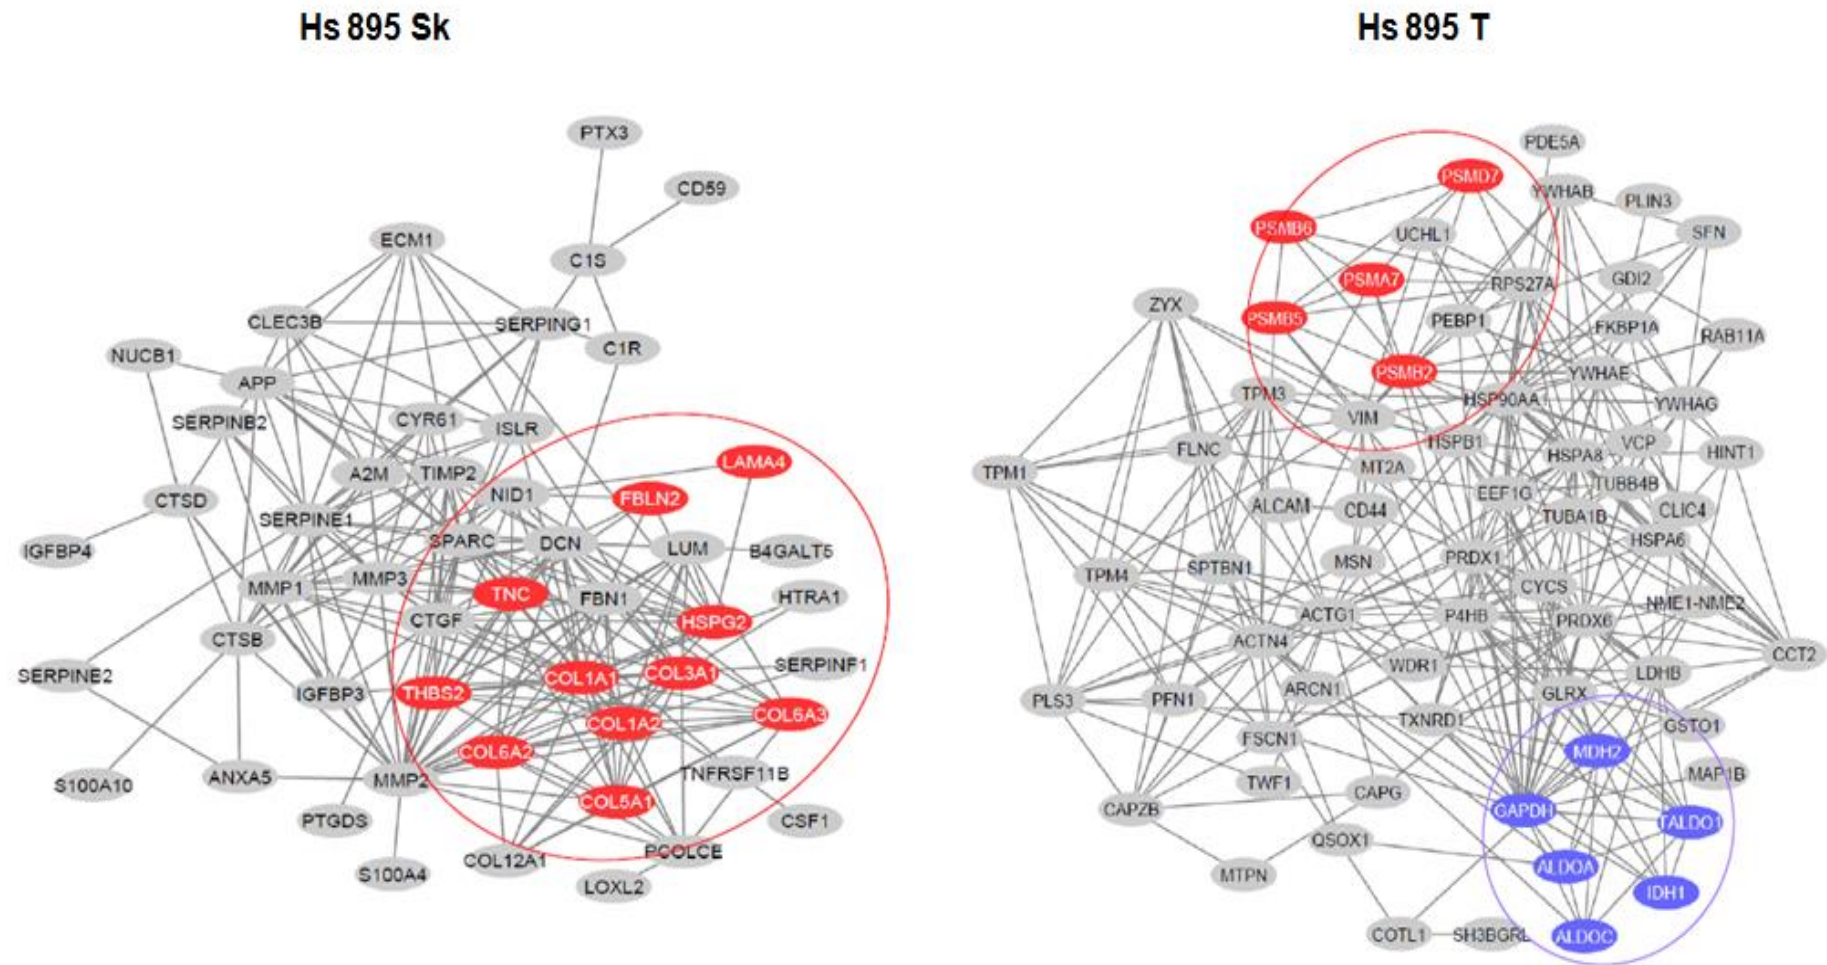 Hs 895 Sk
PTX3
CD59
ECM1
C1S
CLEC3B
SERPING1
C1R
NUCB1
APP
SERPINB2
CYR61
ISLR
LAMA4
A2M
TIMP2
NID1
FBLN2
CTSD
SERPINE1
SPARC
DCN
LUM
B4GALT5
IGFBP4
MMP1
MMP3
TNC
FBN1
HTRA1
CTGF
HSPG2
CTSB
SERPINE2
COL1A1
COL3A1
SERPINF1
IGFBP3
THBS2
COL1A2
COL6A3
COL6A2
S100A10
ANXA5
MMP2
TNFRSF11B
COL5A1
PTGDS
CSF1
COL12A1
PCOLCE
S100A4
LOXL2
Hs 895 T
PDE5A
PSMD7
YWHAB
PLIN3
PSMB6
UCHL1
SFN
PSMA7
RPS27A
GDI2
ZYX
PSMB5
PEBP1
FKBP1A
RAB11A
PSMB2
YWHAE
TPM3
HSP90AA1
YWHAG
VIM
FLNC
HSPB1
VCP
TPM1
MT2A
HSPA8
HINT1
TUBB4B
EEF1G
ALCAM
CD44
TUBA1B
CLIC4
HSPA6
PRDX1
TPM4
SPTBN1
MSN
CYCS
NME1-NME2
ACTG1
P4HB
PRDX6
ACTN4
CCT2
WDR1
LDHB
PLS3
PFN1
ARCN1
GLRX
TXNRD1
GSTO1
FSCN1
MDH2
TWF1
MAP1B
CAPZB
CAPG
GAPDH
TALDO1
QSOX1
MTPN
ALDOA
IDH1
COTL1
SH3BGRL
ALDOC